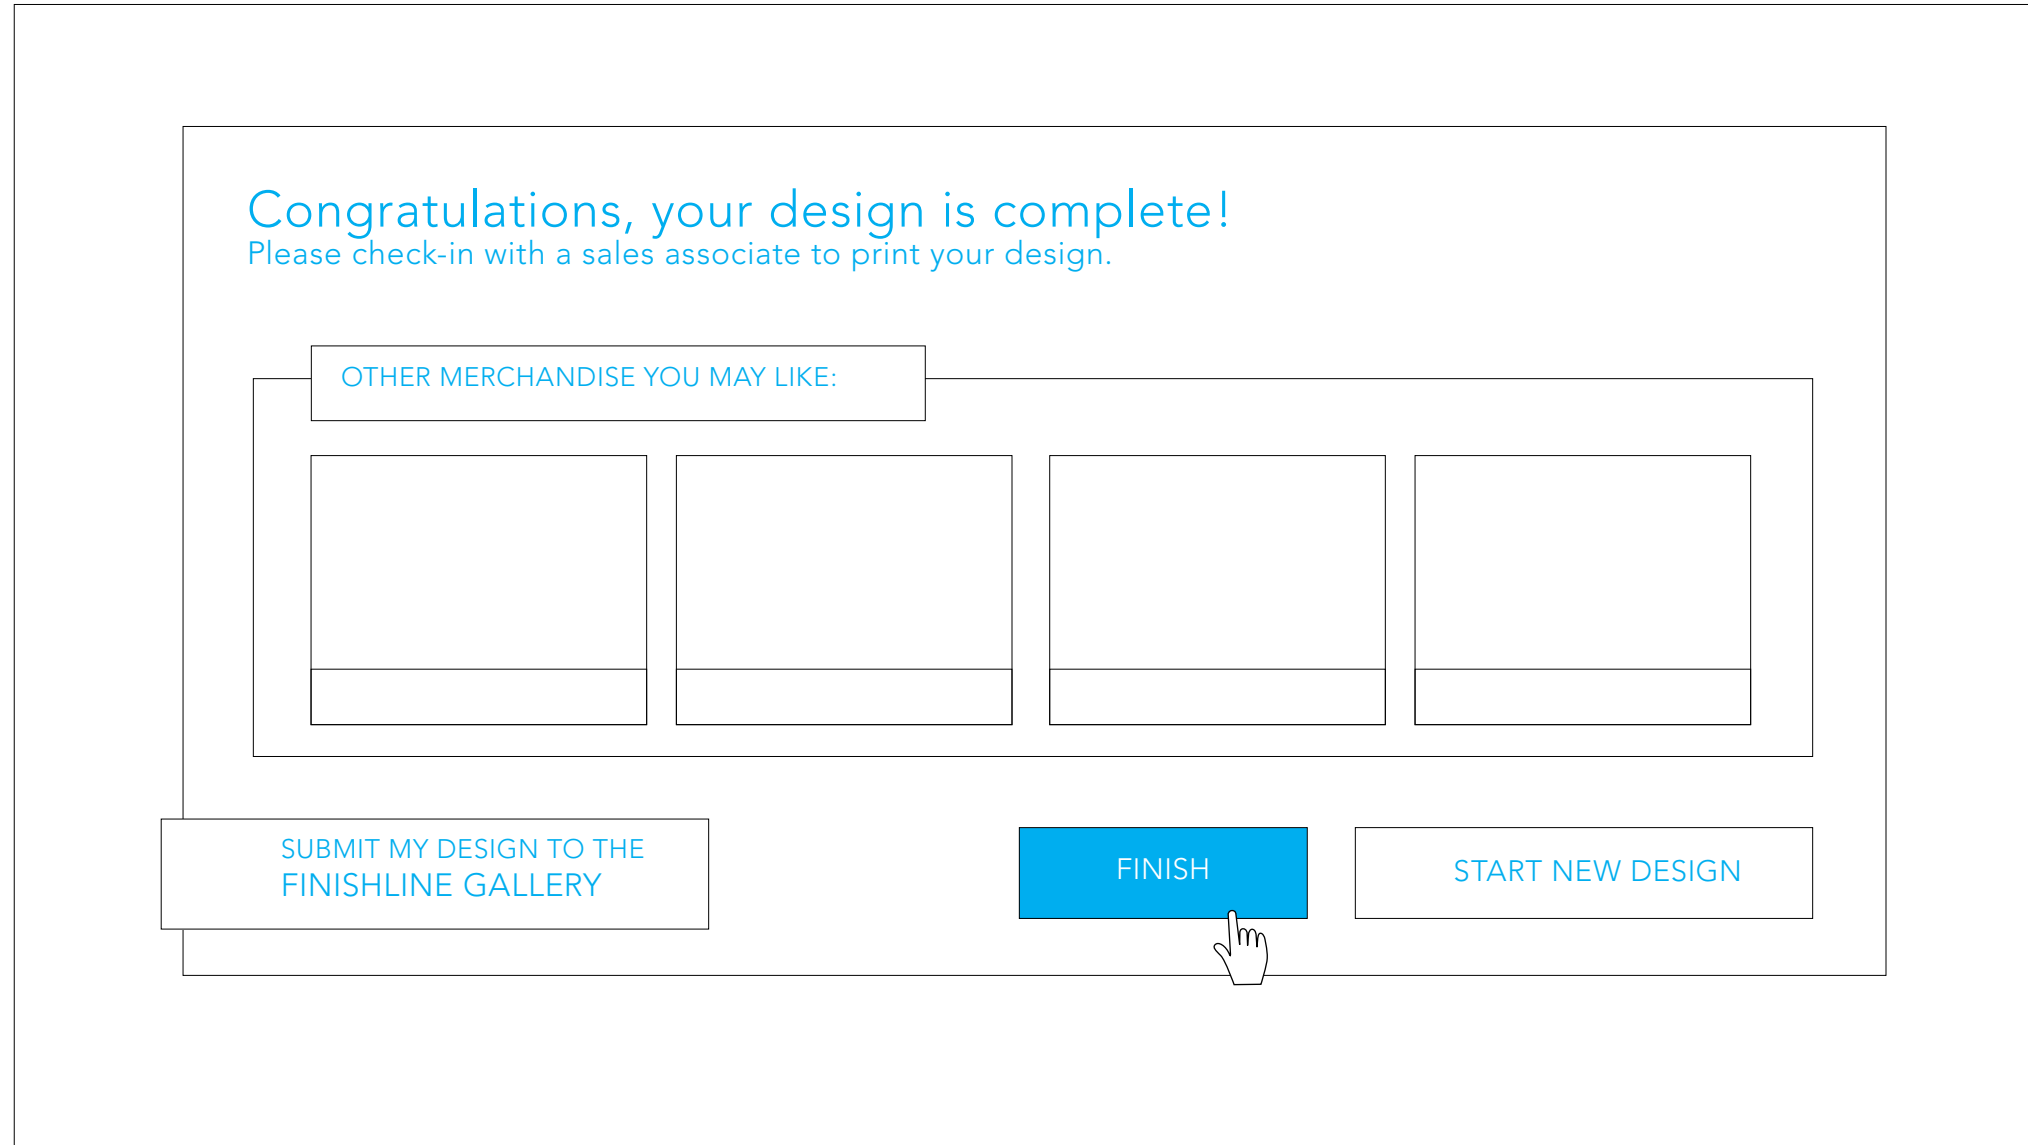 Congratulations, your design is complete!
Please check-in with a sales associate to print your design.
OTHER MERCHANDISE YOU MAY LIKE:
SUBMIT MY DESIGN TO THE
FINISHLINE GALLERY
FINISH
START NEW DESIGN